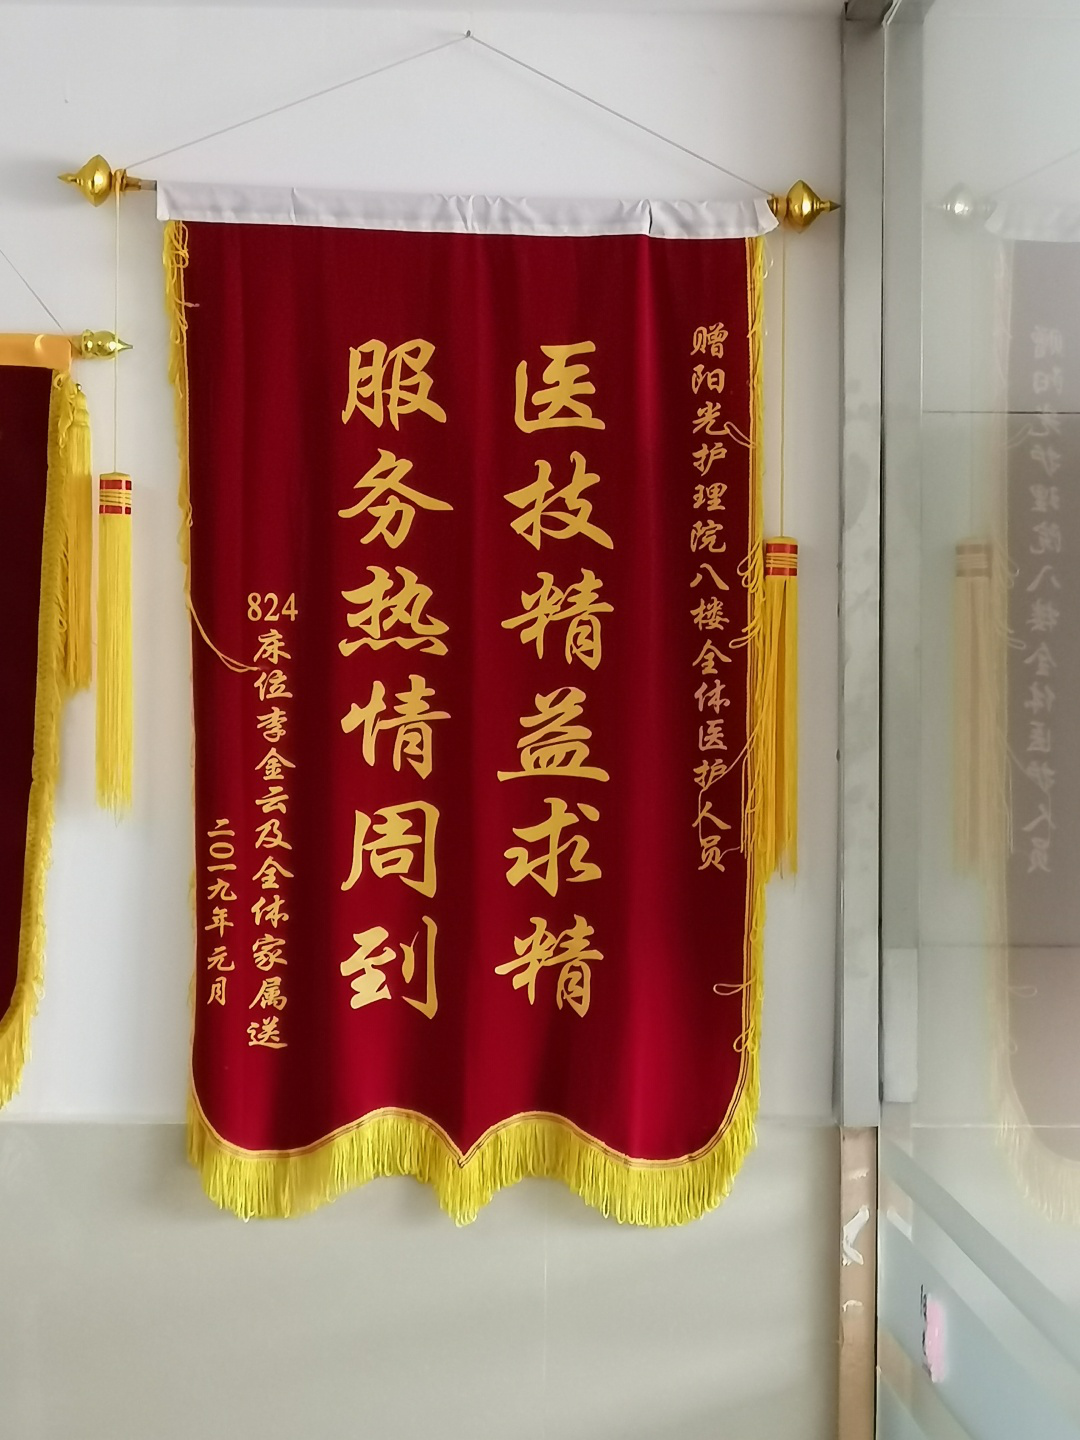 赠阳光护理院八楼全体医护人员
医技精益求精
服务热情周到
824床位李金云及全体家属送
二〇一九年元月